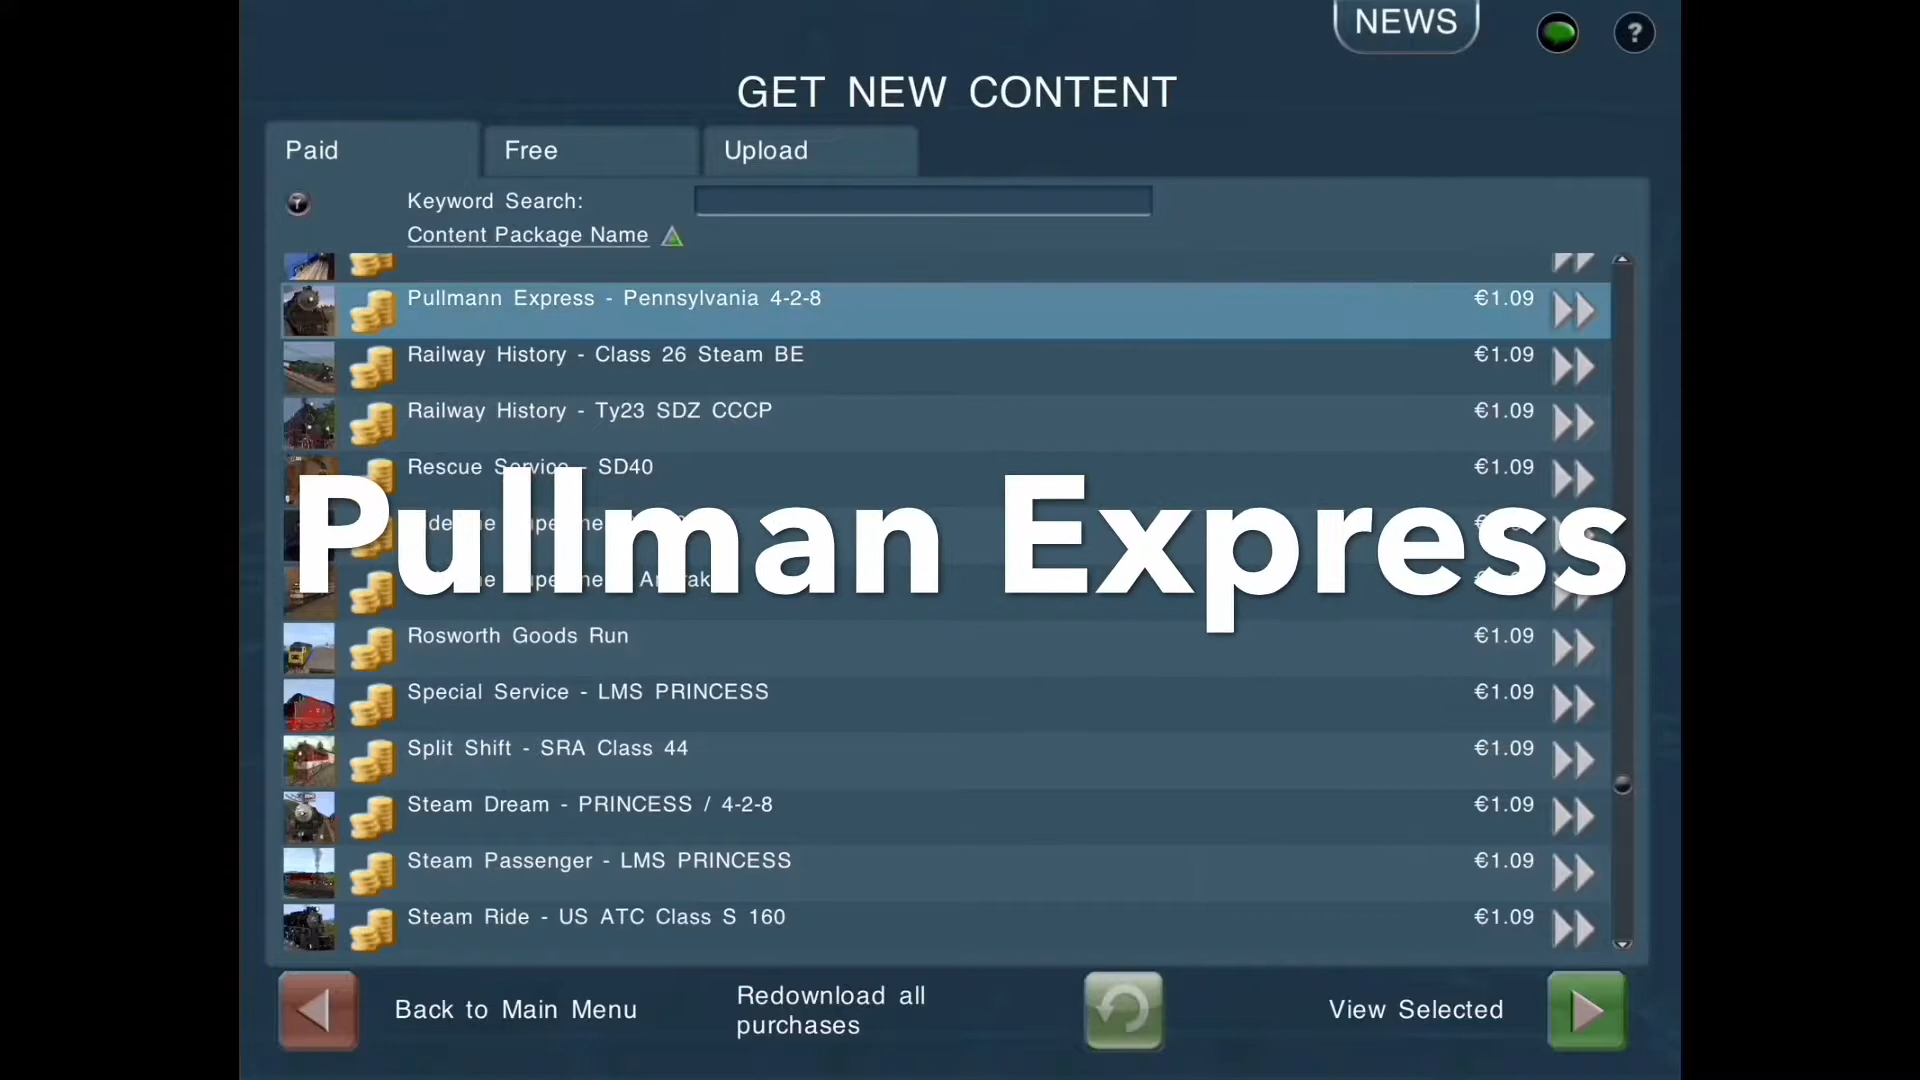 NEWS
?
GET NEW CONTENT
Paid
Free
Upload
Keyword Search:
Content Package Name
Pullmann Express - Pennsylvania 4-2-8 €1.09
Railway History - Class 26 Steam BE €1.09
Railway History - Ty23 SDZ CCCP €1.09
Rescue Service - SD40 €1.09
Pullman Express
Rosworth Goods Run €1.09
Special Service - LMS PRINCESS €1.09
Split Shift - SRA Class 44 €1.09
Steam Dream - PRINCESS / 4-2-8 €1.09
Steam Passenger - LMS PRINCESS €1.09
Steam Ride - US ATC Class S 160 €1.09
Back to Main Menu
Redownload all
purchases
View Selected